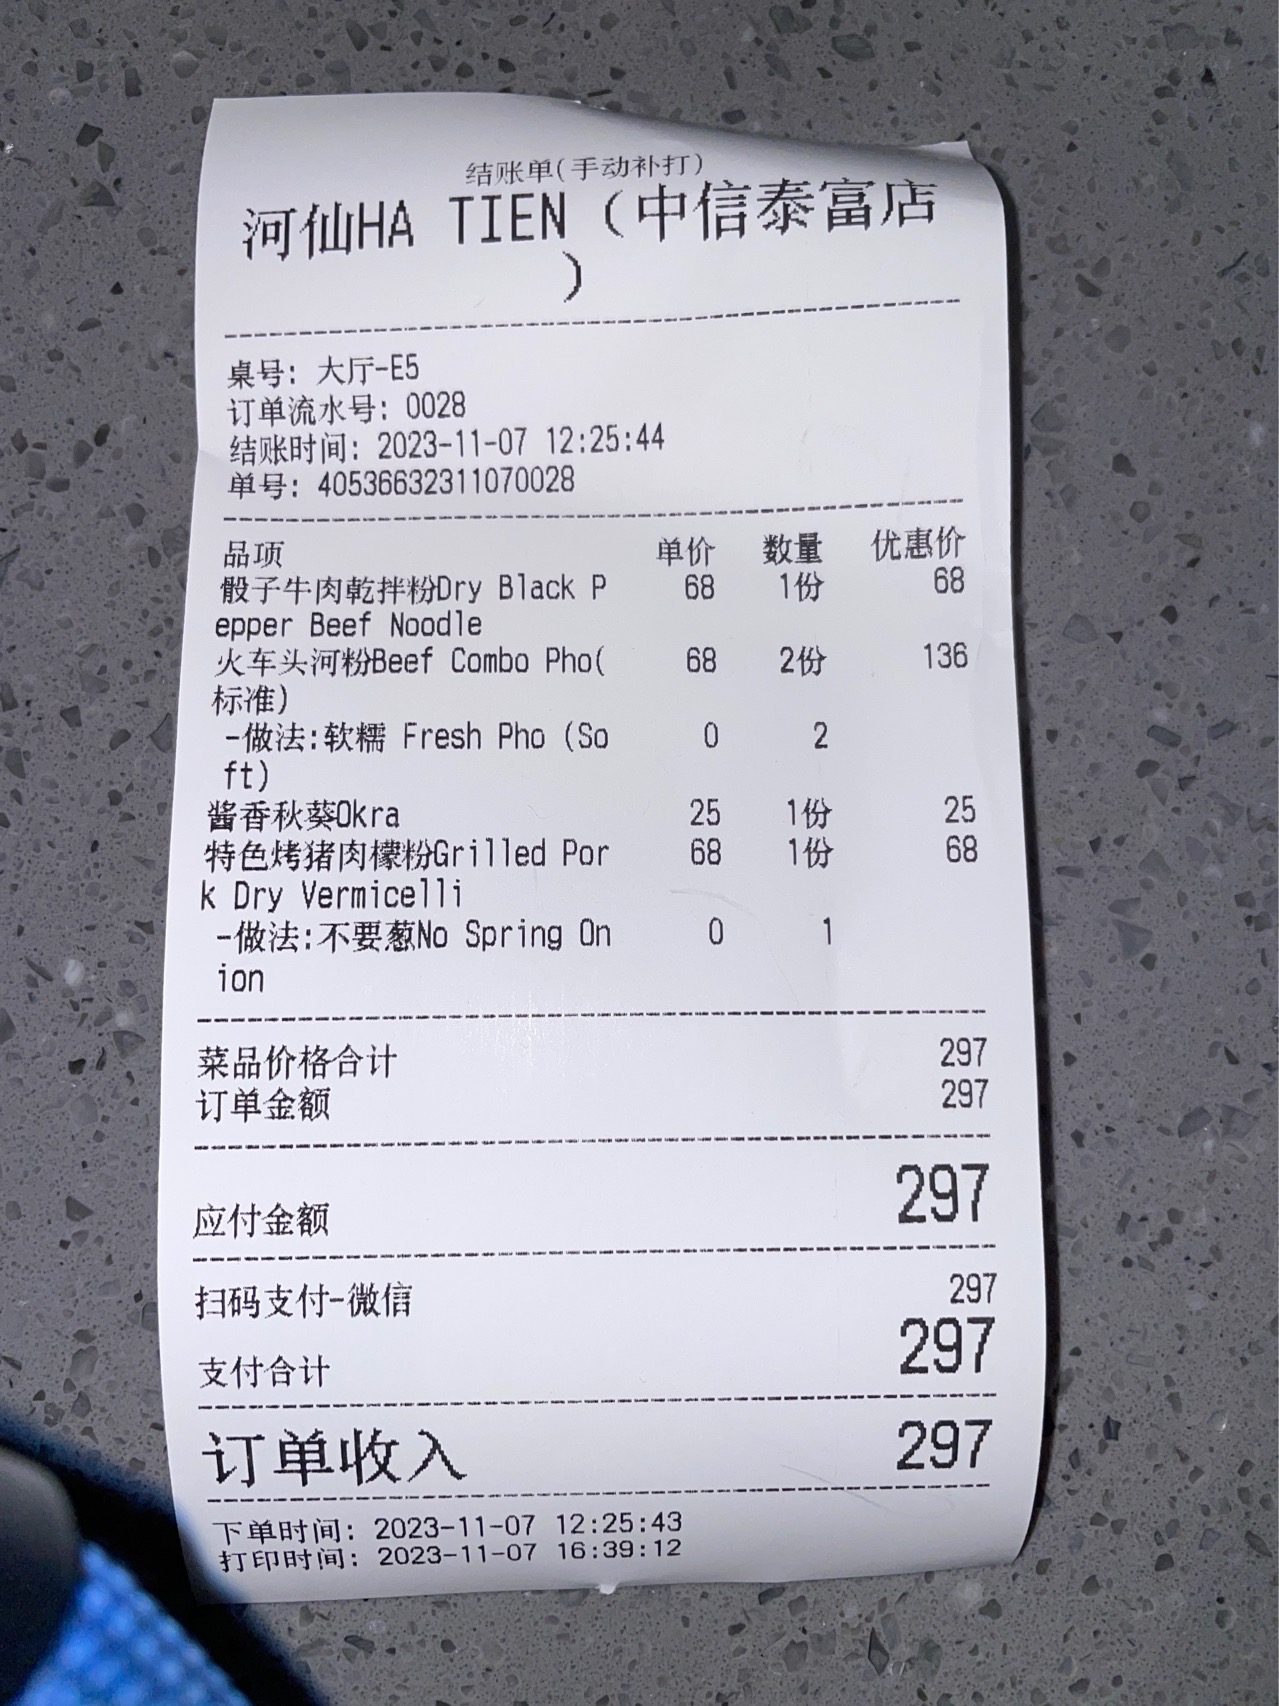 结账单(手动补打)
河仙HA TIEN (中信泰富店
)
桌号: 大厅-E5
订单流水号: 0028
结账时间: 2023-11-07 12:25:44
单号: 40536632311070028
品项 单价 数量 优惠价
骰子牛肉乾拌粉Dry Black P 68 1份 68
epper Beef Noodle
火车头河粉Beef Combo Pho( 68 2份 136
标准)
-做法:软糯 Fresh Pho (So 0 2
ft)
酱香秋葵Okra 25 1份 25
特色烤猪肉檬粉Grilled Por 68 1份 68
k Dry Vermicelli
-做法:不要葱No Spring On 0 1
ion
菜品价格合计 297
订单金额 297
应付金额 297
扫码支付-微信 297
支付合计 297
订单收入 297
下单时间: 2023-11-07 12:25:43
打印时间: 2023-11-07 16:39:12